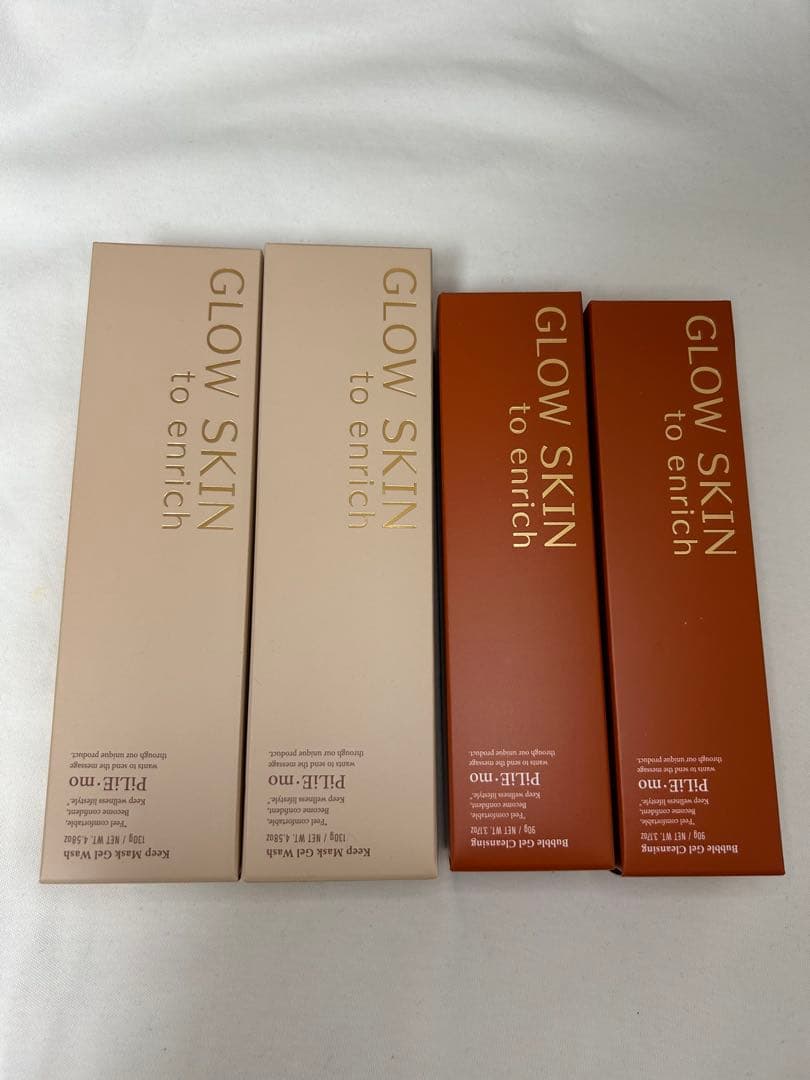 GLOW SKIN
to enrich
Keep Mask Gel Wash
130g / NET WT. 4.58oz
"Feel comfortable,
Become confident,
Keep wellness lifestyle."
PiLiE·mo
wants to send the message
through our unique product.
GLOW SKIN
to enrich
Keep Mask Gel Wash
130g / NET WT. 4.58oz
"Feel comfortable,
Become confident,
Keep wellness lifestyle."
PiLiE·mo
wants to send the message
through our unique product.
GLOW SKIN
to enrich
Bubble Gel Cleansing
90g / NET WT. 3.17oz
"Feel comfortable,
Become confident,
Keep wellness lifestyle."
PiLiE·mo
wants to send the message
through our unique product.
GLOW SKIN
to enrich
Bubble Gel Cleansing
90g / NET WT. 3.17oz
"Feel comfortable,
Become confident,
Keep wellness lifestyle."
PiLiE·mo
wants to send the message
through our unique product.